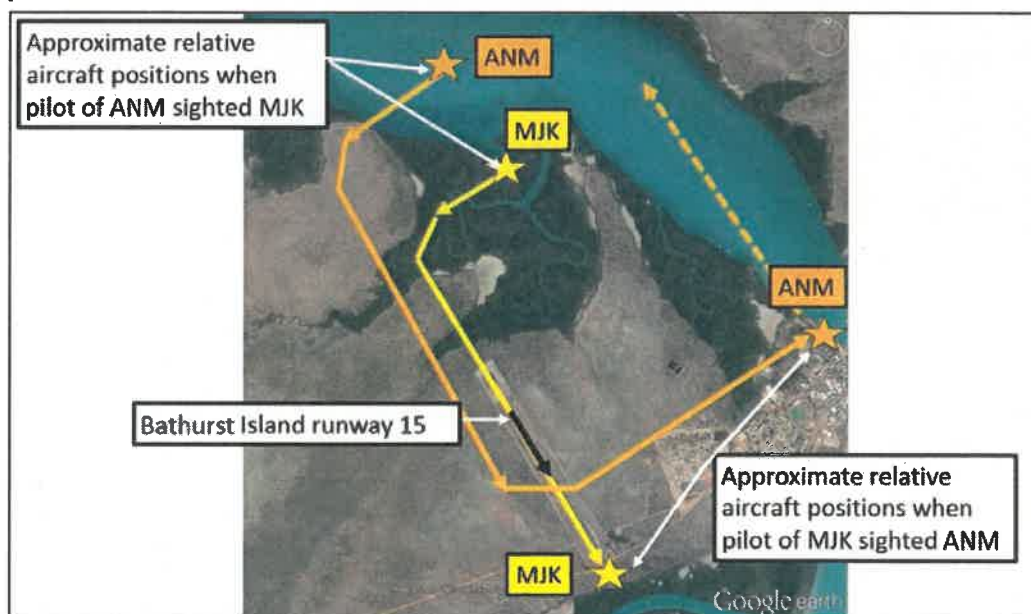 Approximate relative
aircraft positions when
pilot of ANM sighted MJK
ANM
MJK
ANM
Bathurst Island runway 15
Approximate relative
aircraft positions when
pilot of MJK sighted ANM
MJK
Google earth